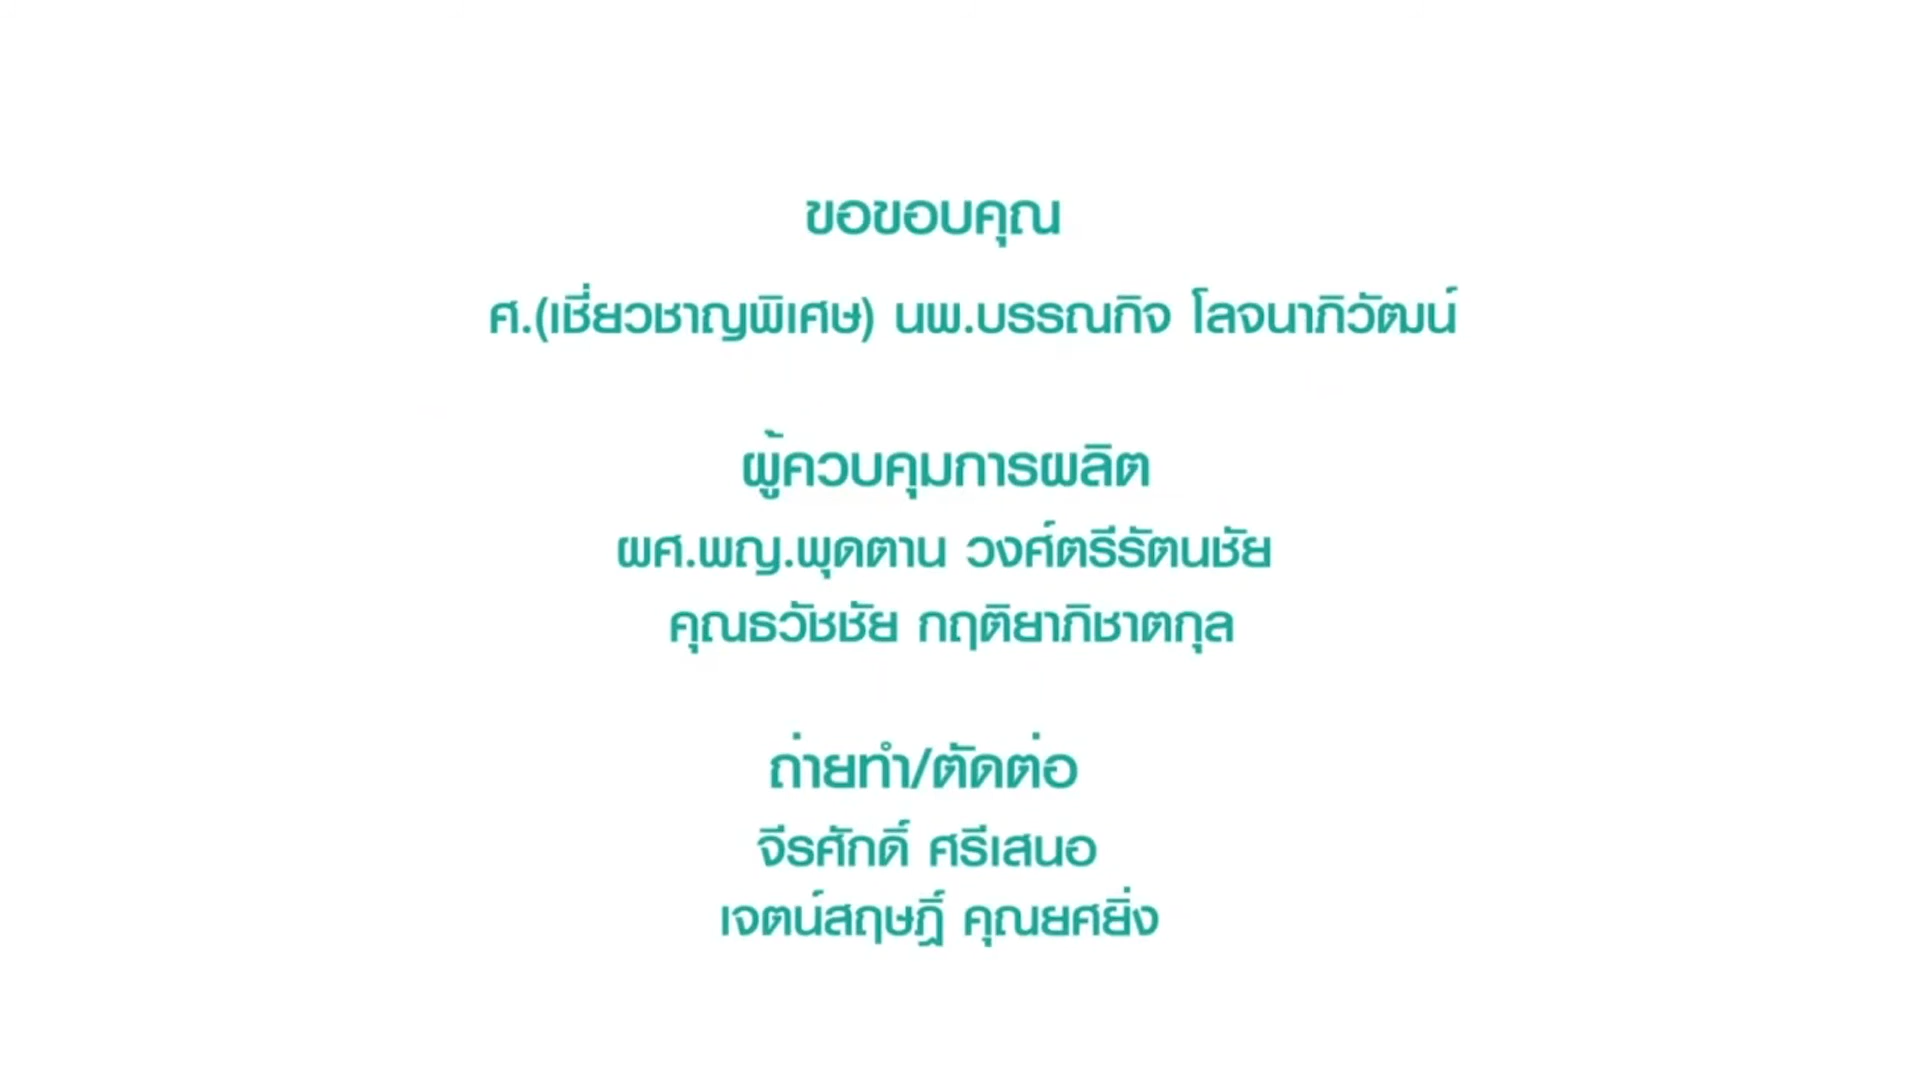 ขอขอบคุณ
ศ.(เชี่ยวชาญพิเศษ) นพ.บรรณกิจ โลจนาภิวัฒน์
ผู้ควบคุมการผลิต
ผศ.พญ.พุดตาน วงศ์ตรีรัตนชัย
คุณธวัชชัย กฤติยาภิชาตกุล
ถ่ายทำ/ตัดต่อ
จีรศักดิ์ ศรีเสนอ
เจตน์สฤษฎิ์ คุณยศยิ่ง